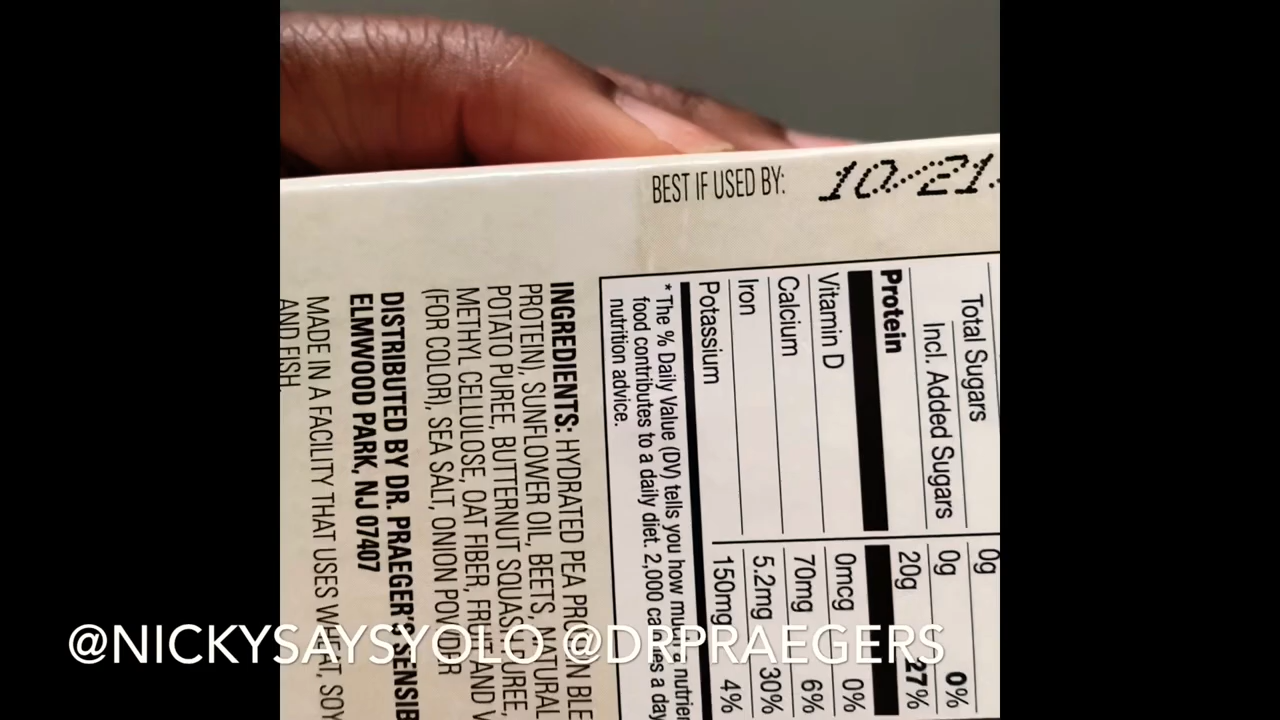 BEST IF USED BY: 10/21
Total Sugars 0g
Incl. Added Sugars 0g 0%
Protein 20g 27%
Vitamin D 0mcg 0%
Calcium 70mg 6%
Iron 5.2mg 30%
Potassium 150mg 4%
* The % Daily Value (DV) tells you how much a
food contributes to a daily diet. 2,000 a day
nutrition advice.
INGREDIENTS: HYDRATED PEA PROTEIN
PROTEIN), SUNFLOWER OIL, BEETS, NATURAL
POTATO PUREE, BUTTERNUT SQUASH PUREE,
METHYL CELLULOSE, OAT FIBER, FRUIT AND
(FOR COLOR), SEA SALT, ONION POWDER
DISTRIBUTED BY DR. PRAEGER'S
ELMWOOD PARK, NJ 07407
MADE IN A FACILITY THAT USES WHEAT, SOY
AND FISH
@NICKYSAYSYOLO @DRPRAEGERS